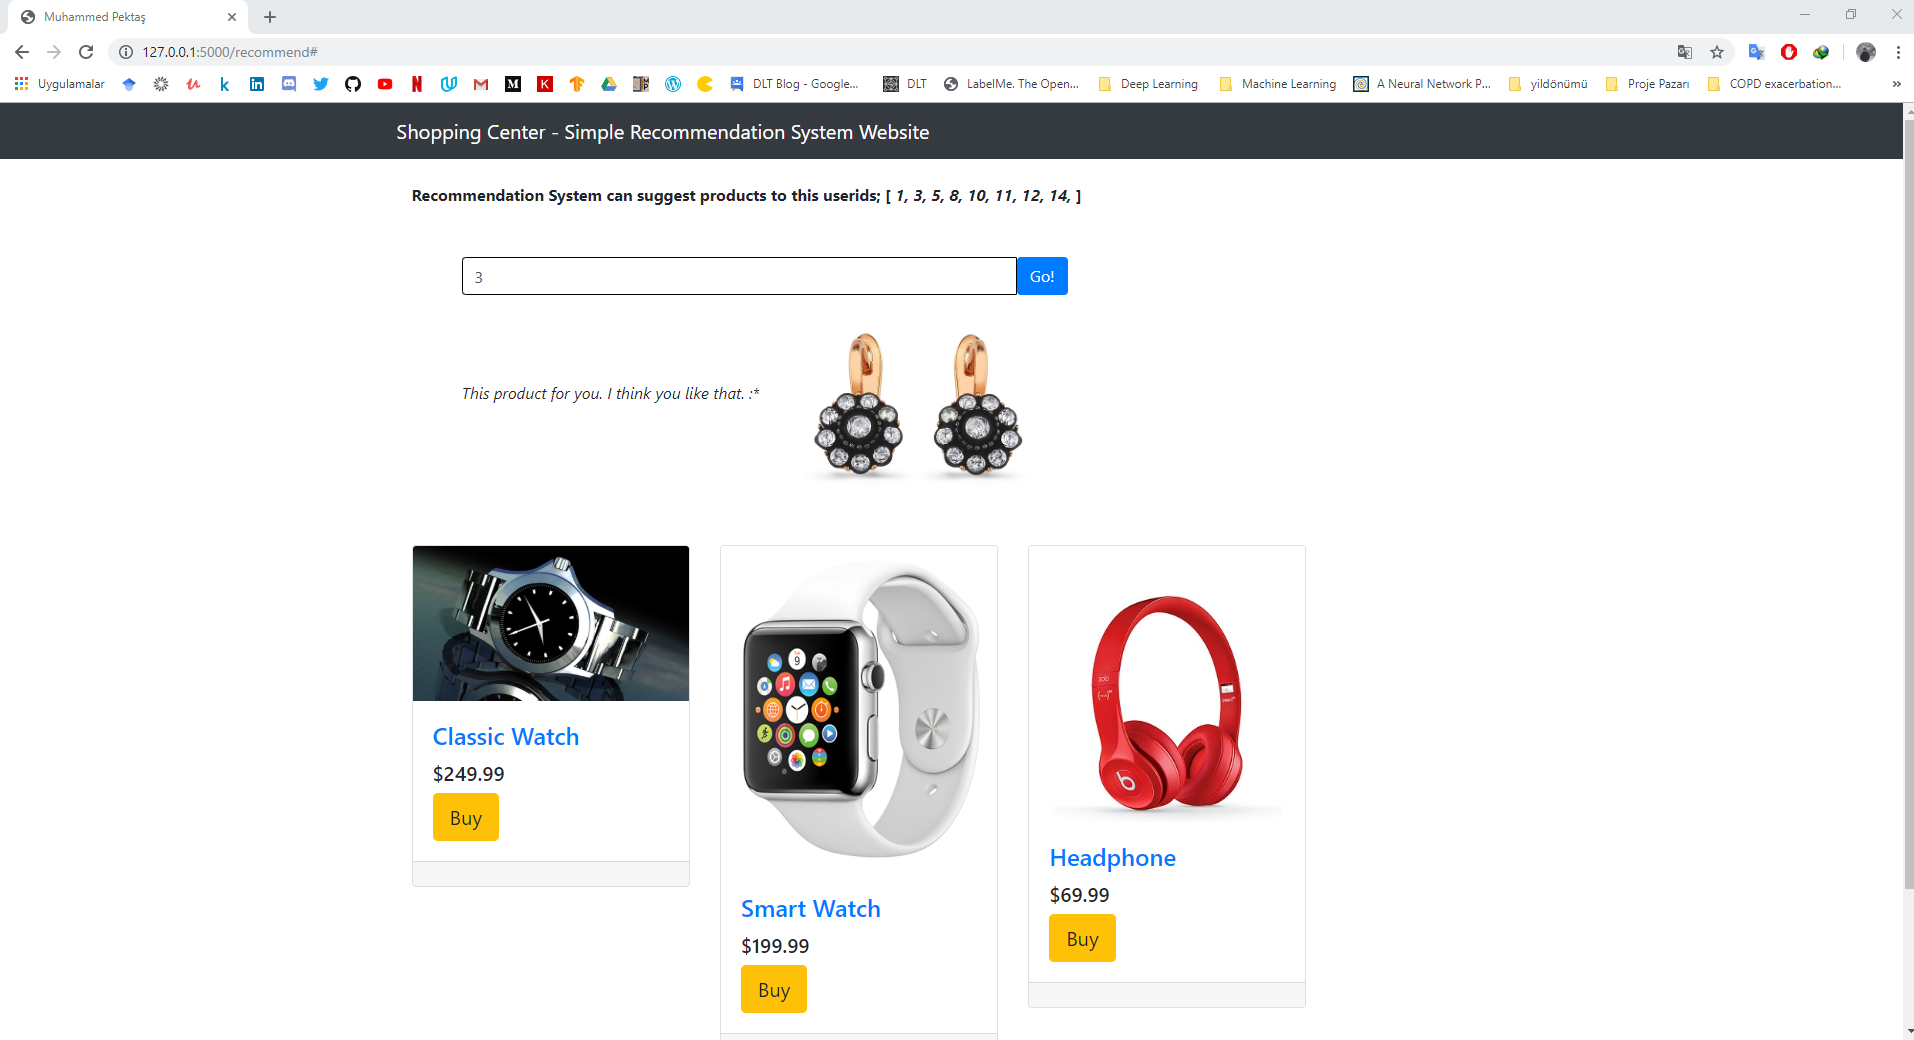 Muhammed Pektaş
127.0.0.1:5000/recommend#
Uygulamalar
DLT Blog - Google...
DLT
LabelMe. The Open...
Deep Learning
Machine Learning
A Neural Network P...
yildönümü
Proje Pazarı
COPD exacerbation...
Shopping Center - Simple Recommendation System Website
Recommendation System can suggest products to this userids; [ 1, 3, 5, 8, 10, 11, 12, 14, ]
3
Go!
This product for you. I think you like that. :*
9
solo
b
Classic Watch
$249.99
Buy
Smart Watch
$199.99
Buy
Headphone
$69.99
Buy